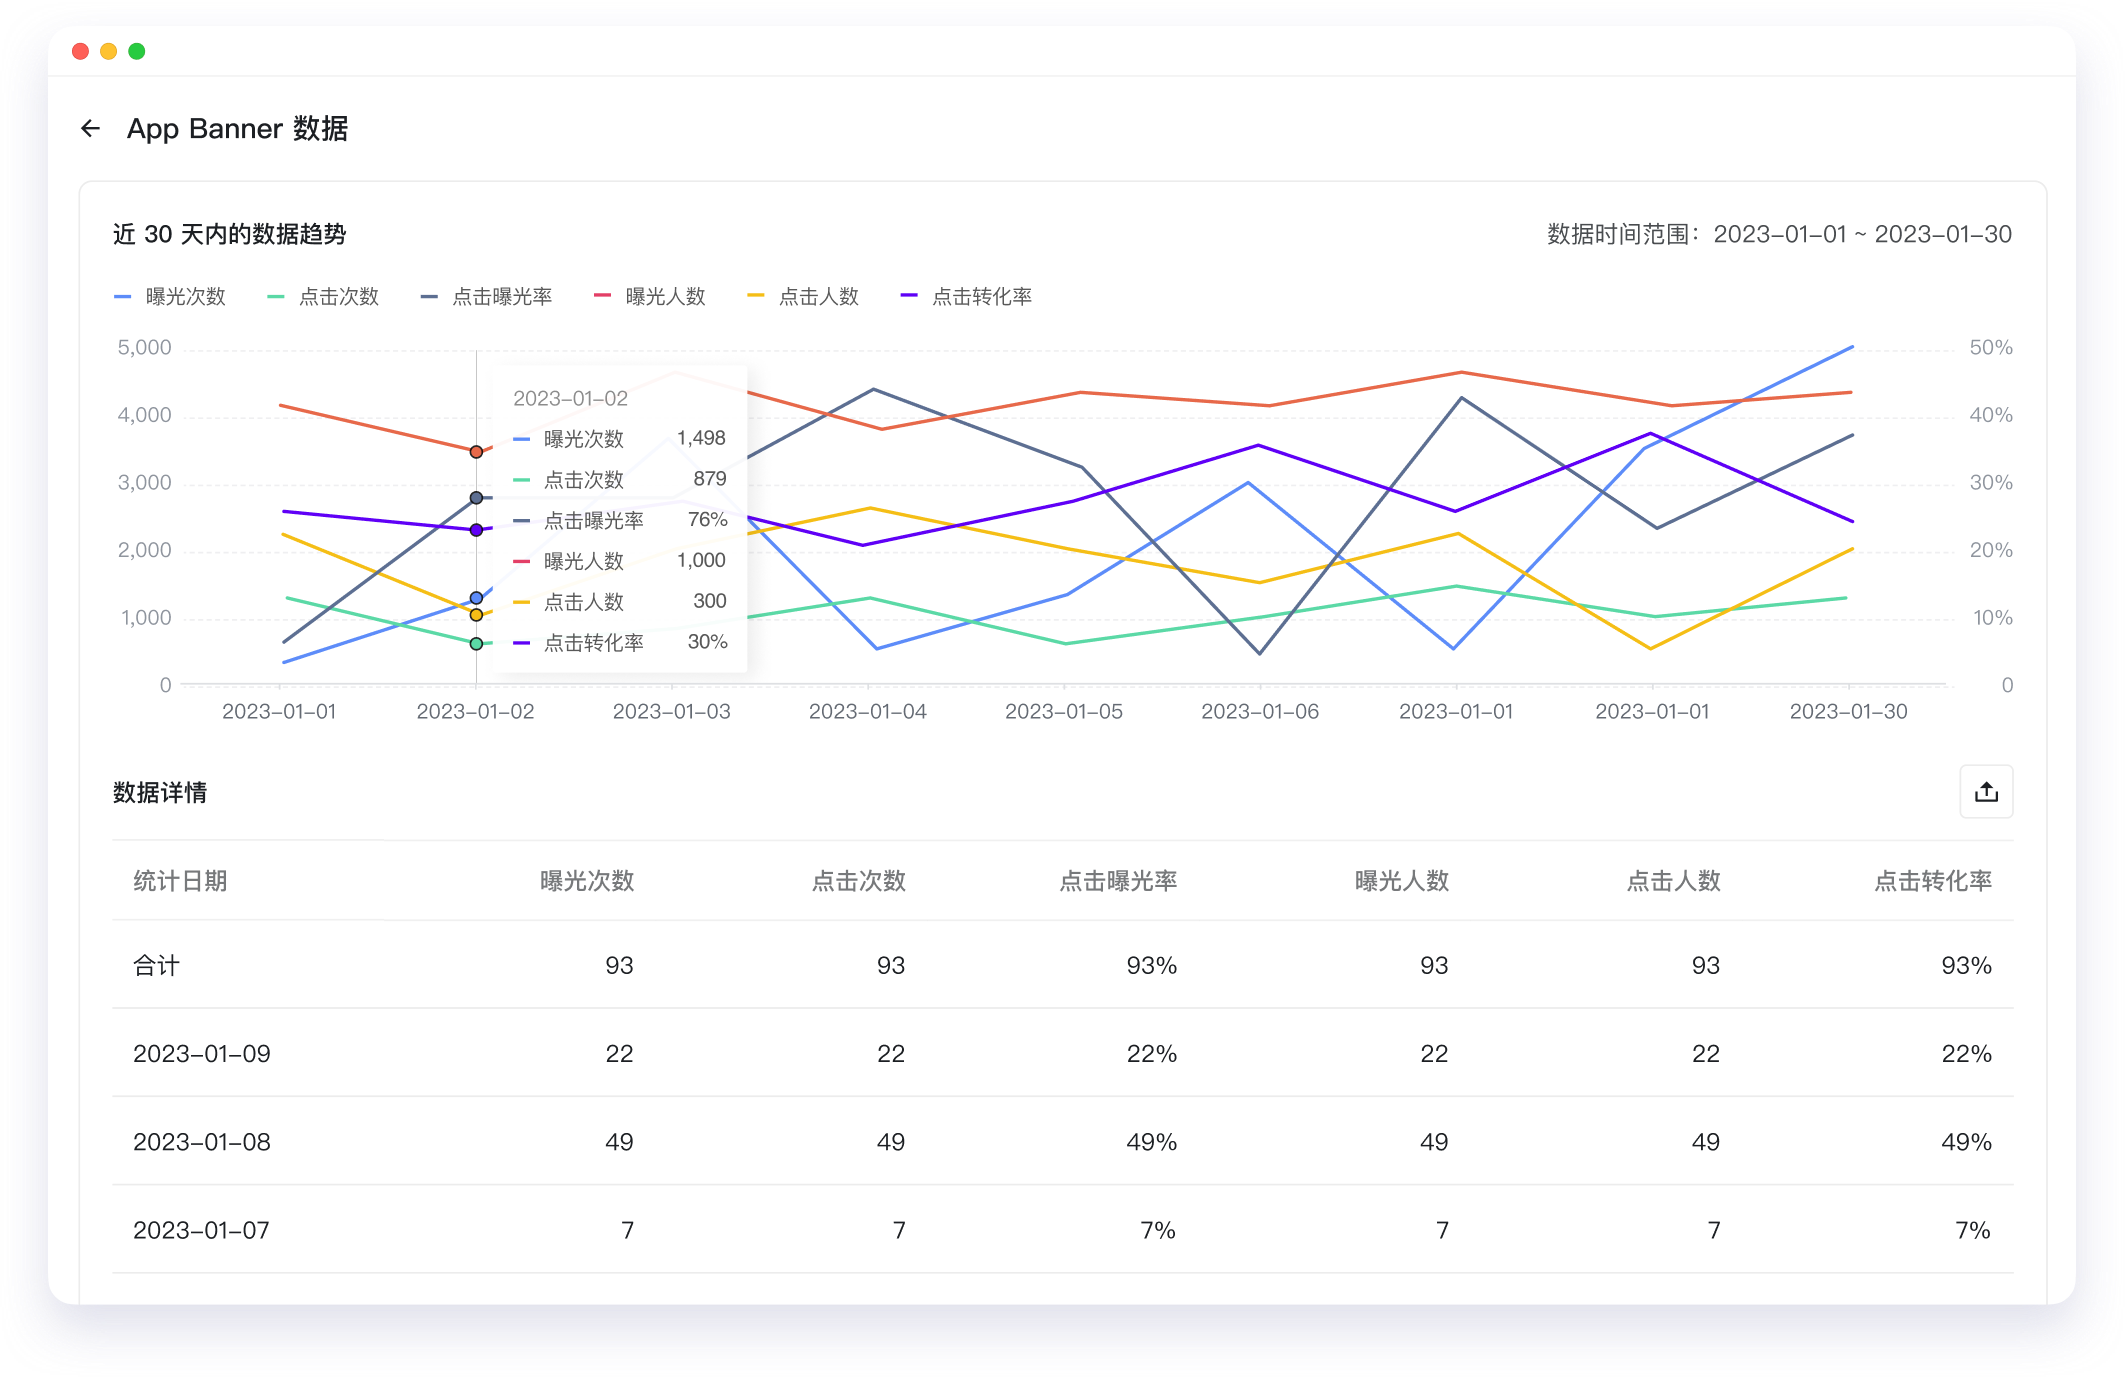 App Banner 数据
近 30 天内的数据趋势
数据时间范围：2023-01-01 ~ 2023-01-30
曝光次数 点击次数 点击曝光率 曝光人数 点击人数 点击转化率
5,000 50%
4,000 40%
3,000 30%
2,000 20%
1,000 10%
0 0
2023-01-02
曝光次数 1,498
点击次数 879
点击曝光率 76%
曝光人数 1,000
点击人数 300
点击转化率 30%
2023-01-01 2023-01-02 2023-01-03 2023-01-04 2023-01-05 2023-01-06 2023-01-01 2023-01-01 2023-01-30
数据详情
统计日期 曝光次数 点击次数 点击曝光率 曝光人数 点击人数 点击转化率
合计 93 93 93% 93 93 93%
2023-01-09 22 22 22% 22 22 22%
2023-01-08 49 49 49% 49 49 49%
2023-01-07 7 7 7% 7 7 7%